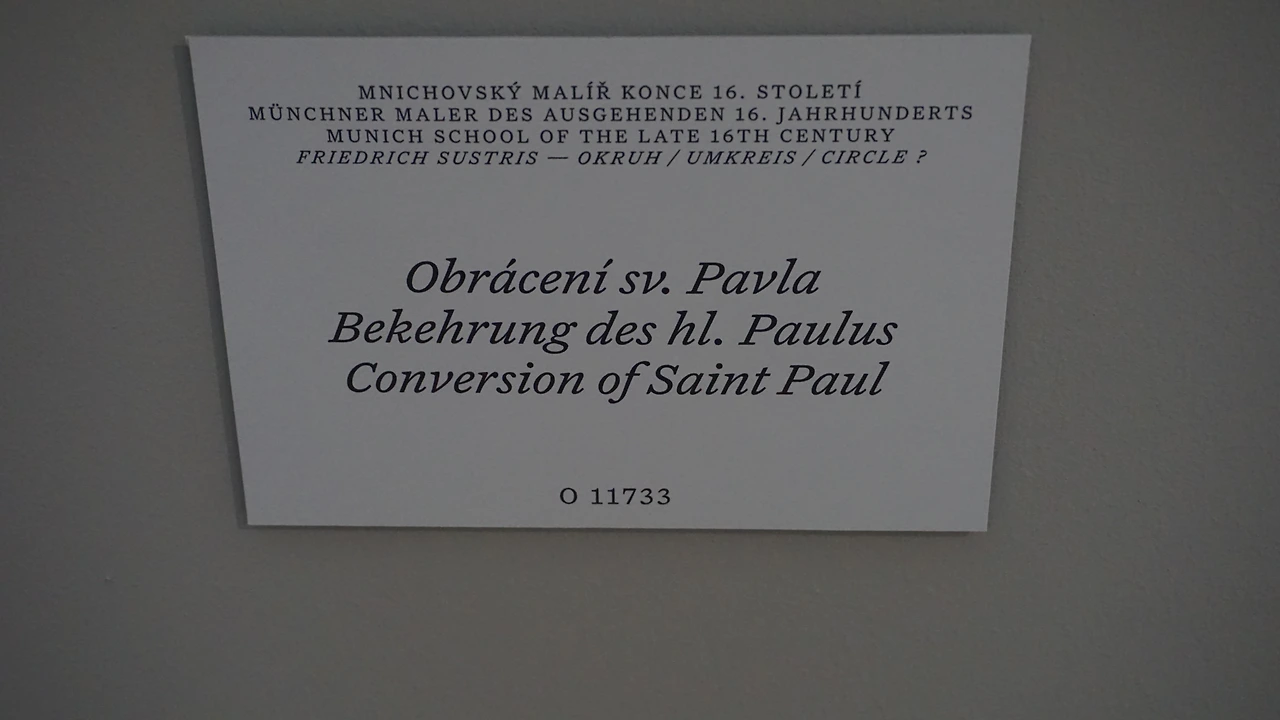 MNICHOVSKÝ MALÍŘ KONCE 16. STOLETÍ
MÜNCHNER MALER DES AUSGEHENDEN 16. JAHRHUNDERTS
MUNICH SCHOOL OF THE LATE 16TH CENTURY
FRIEDRICH SUSTRIS — OKRUH / UMKREIS / CIRCLE ?
Obrácení sv. Pavla
Bekehrung des hl. Paulus
Conversion of Saint Paul
O 11733